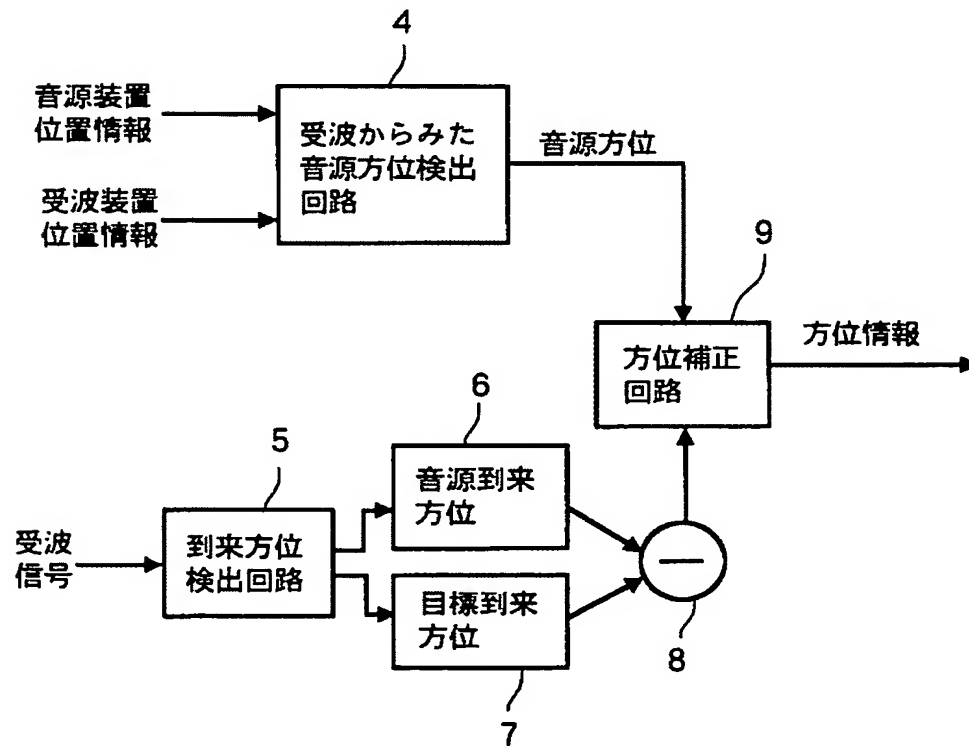 4
音源装置
位置情報
受波からみた
音源方位検出
回路
音源方位
受波装置
位置情報
9
方位補正
回路
方位情報
6
音源到来
方位
5
受波
信号
到来方位
検出回路
目標到来
方位
8
7